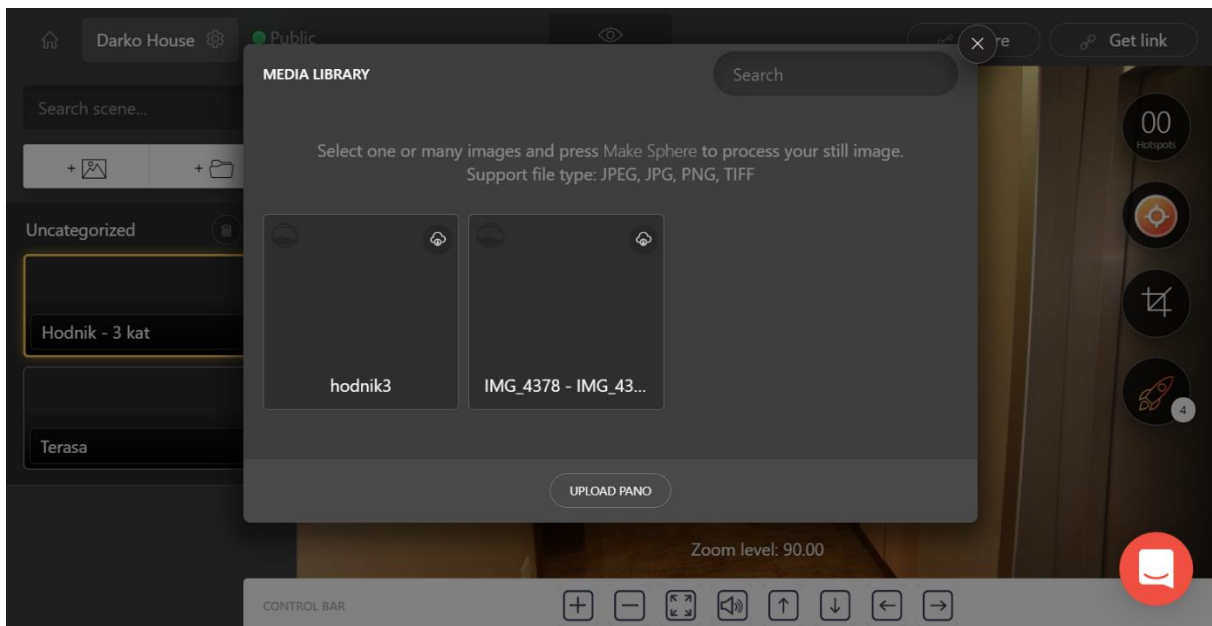 Darko House
Public
re
Get link
MEDIA LIBRARY
Search
Search scene...
Select one or many images and press Make Sphere to process your still image.
Support file type: JPEG, JPG, PNG, TIFF
00
Hotspots
+
+
Uncategorized
Hodnik - 3 kat
hodnik3
IMG_4378 - IMG_43...
4
Terasa
UPLOAD PANO
Zoom level: 90.00
CONTROL BAR